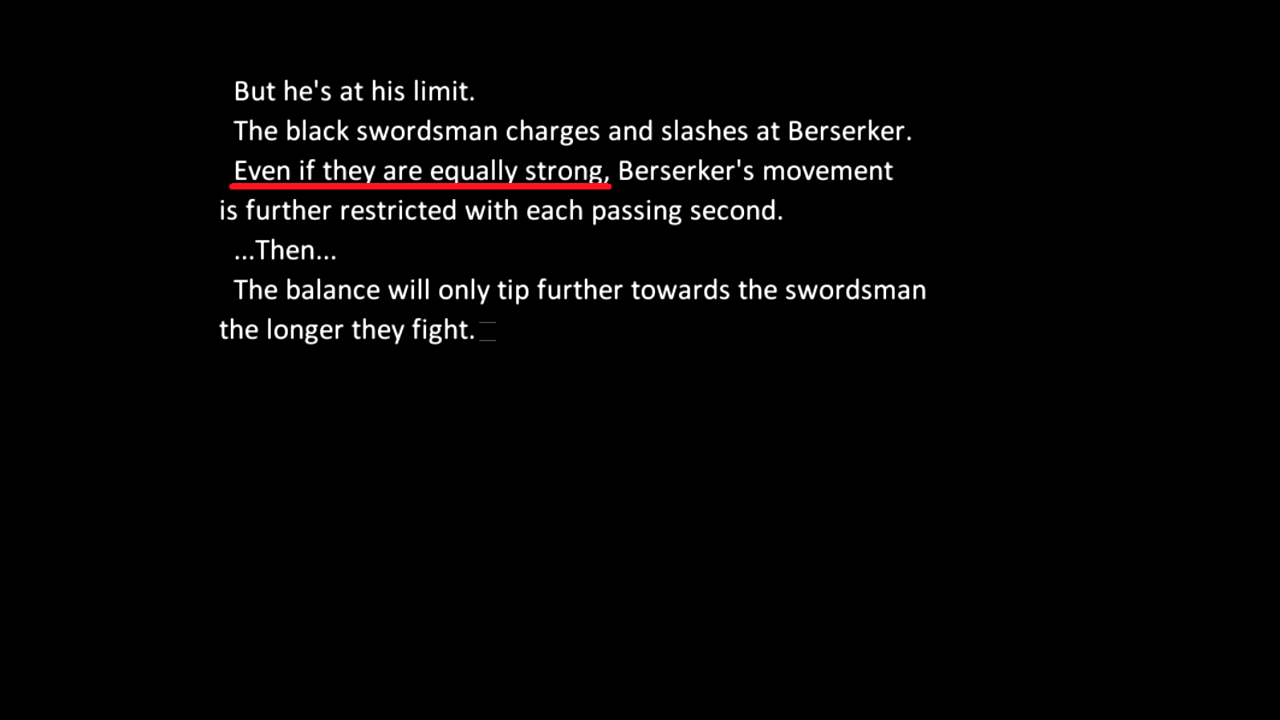 But he's at his limit.
The black swordsman charges and slashes at Berserker.
Even if they are equally strong, Berserker's movement
is further restricted with each passing second.
...Then...
The balance will only tip further towards the swordsman
the longer they fight.